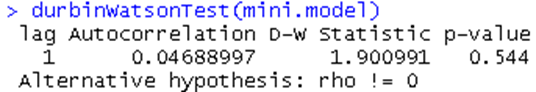 > durbinWatsonTest(mini.model)
lag Autocorrelation D-W Statistic p-value
1 0.04688997 1.900991 0.544
Alternative hypothesis: rho != 0